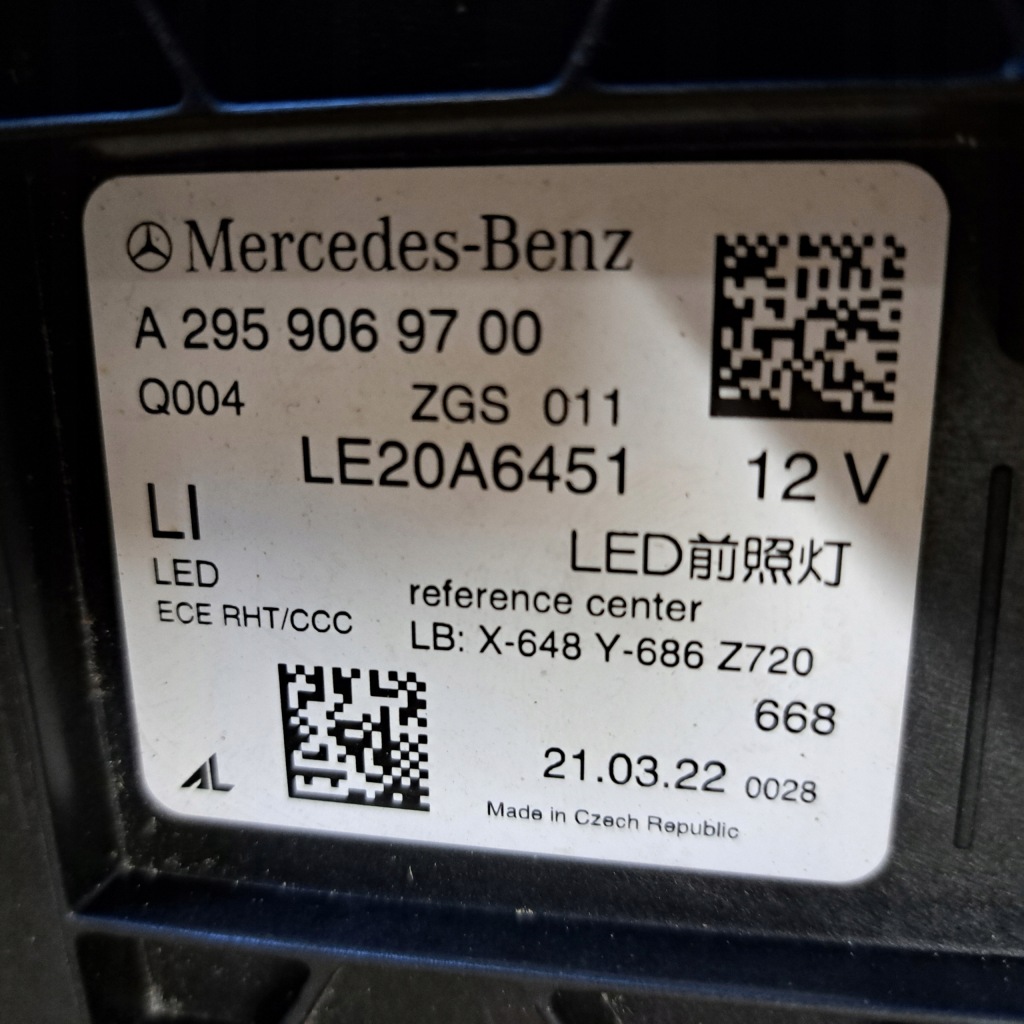 Mercedes-Benz
A 295 906 97 00
Q004 ZGS 011
LE20A6451 12 V
LI
LED前照灯
LED
ECE RHT/CCC
reference center
LB: X-648 Y-686 Z720
668
AL
21.03.22 0028
Made in Czech Republic